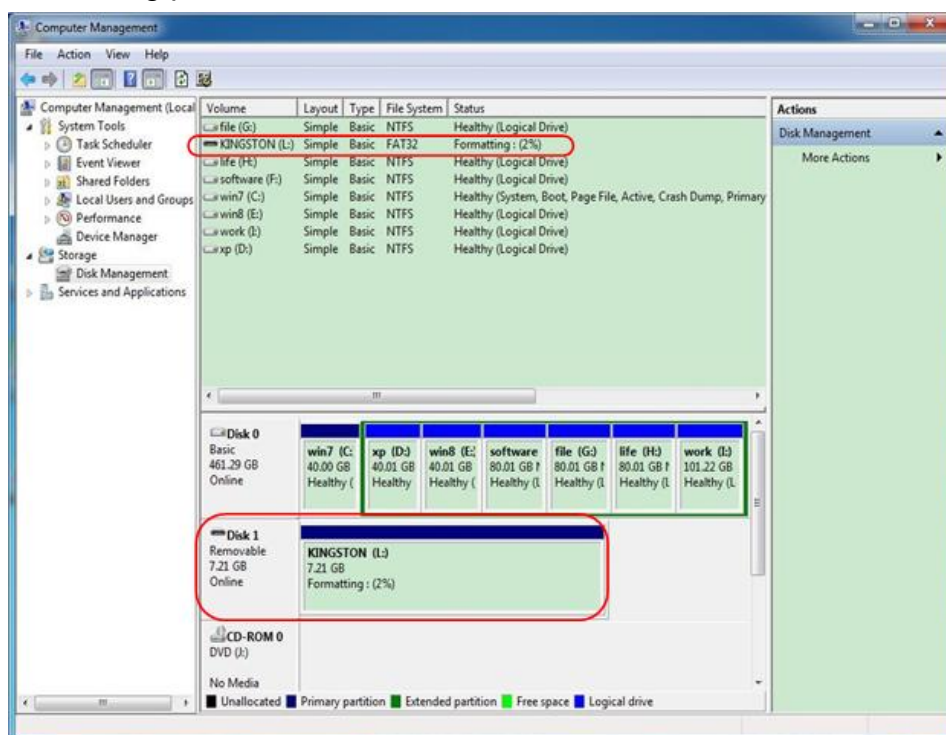 Computer Management
File Action View Help
Computer Management (Local
System Tools
Task Scheduler
Event Viewer
Shared Folders
Local Users and Groups
Performance
Device Manager
Storage
Disk Management
Services and Applications
Volume Layout Type File System Status
file (G:) Simple Basic NTFS Healthy (Logical Drive)
KINGSTON (L:) Simple Basic FAT32 Formatting : (2%)
life (H:) Simple Basic NTFS Healthy (Logical Drive)
software (F:) Simple Basic NTFS Healthy (Logical Drive)
win7 (C:) Simple Basic NTFS Healthy (System, Boot, Page File, Active, Crash Dump, Primary
win8 (E:) Simple Basic NTFS Healthy (Logical Drive)
work (I:) Simple Basic NTFS Healthy (Logical Drive)
xp (D:) Simple Basic NTFS Healthy (Logical Drive)
Actions
Disk Management
More Actions
Disk 0
Basic
461.29 GB
Online
win7 (C:
40.00 GB
Healthy (
xp (D:)
40.01 GB
Healthy
win8 (E:
40.01 GB
Healthy (
software
80.01 GB
Healthy (L
file (G:)
80.01 GB
Healthy (L
life (H:)
80.01 GB
Healthy (L
work (I:)
101.22 GB
Healthy (L
Disk 1
Removable
7.21 GB
Online
KINGSTON (L:)
7.21 GB
Formatting : (2%)
CD-ROM 0
DVD (J:)
No Media
Unallocated Primary partition Extended partition Free space Logical drive